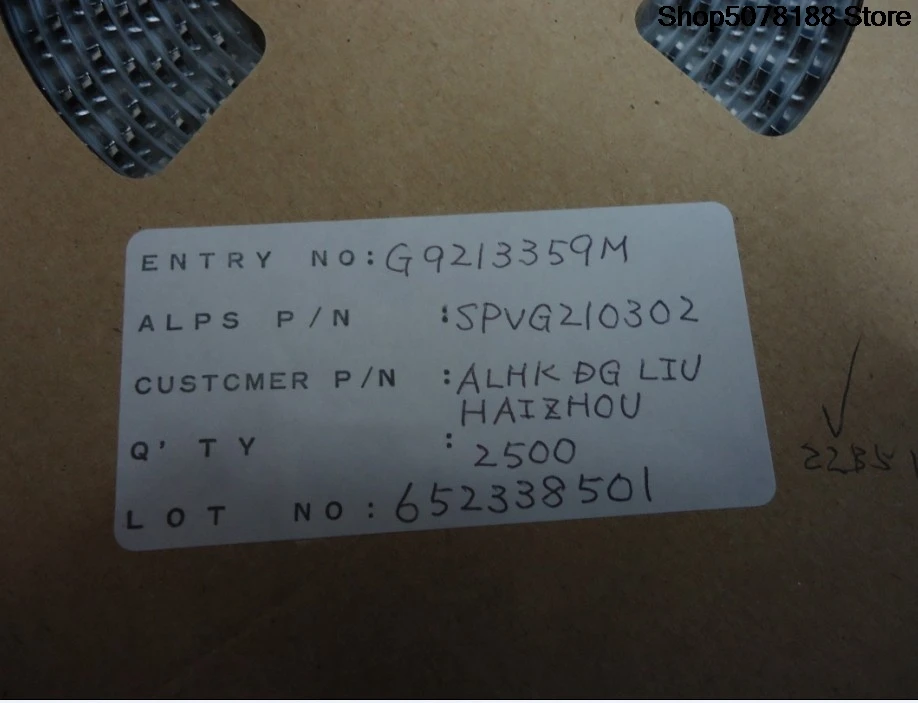 Shop5078188 Store
ENTRY NO: G9213359M
ALPS P/N : SPVG210302
CUSTCMER P/N : ALHK DG LIU
HAIZHOU
Q'TY : 2500
LOT NO: 652338501